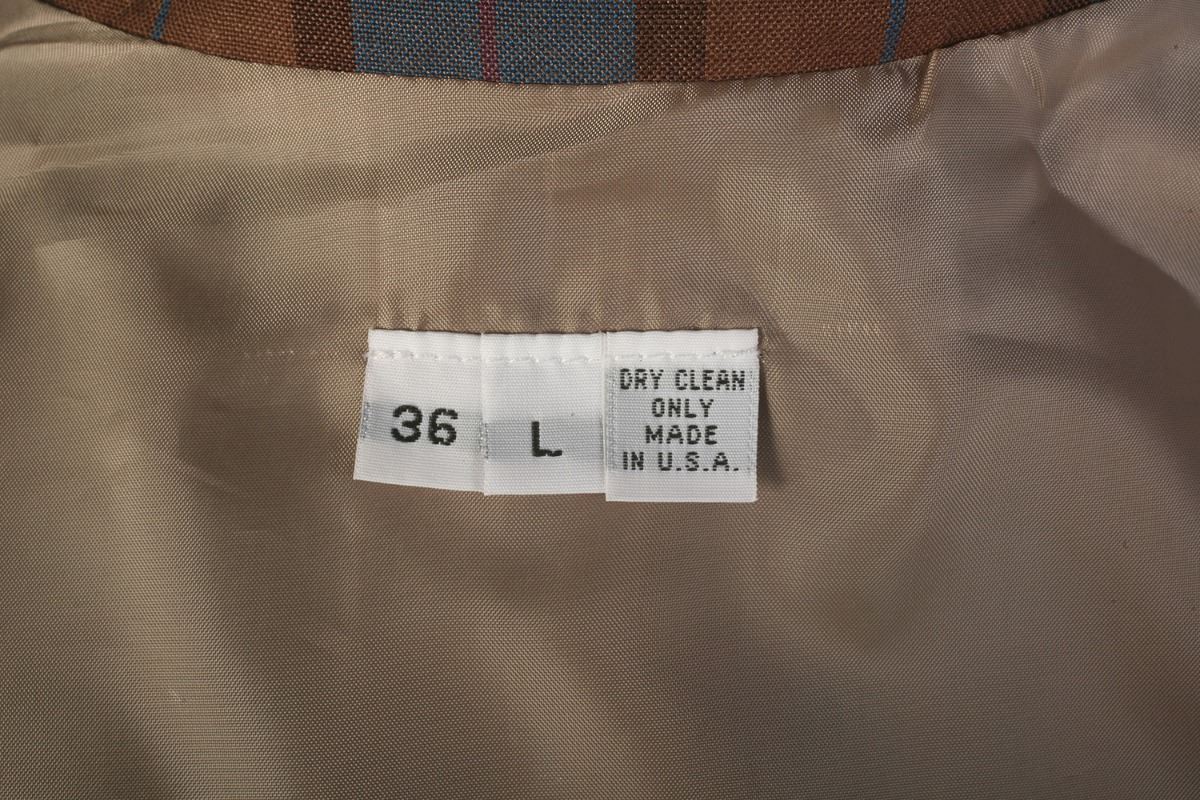 36
L
DRY CLEAN
ONLY
MADE
IN U.S.A.